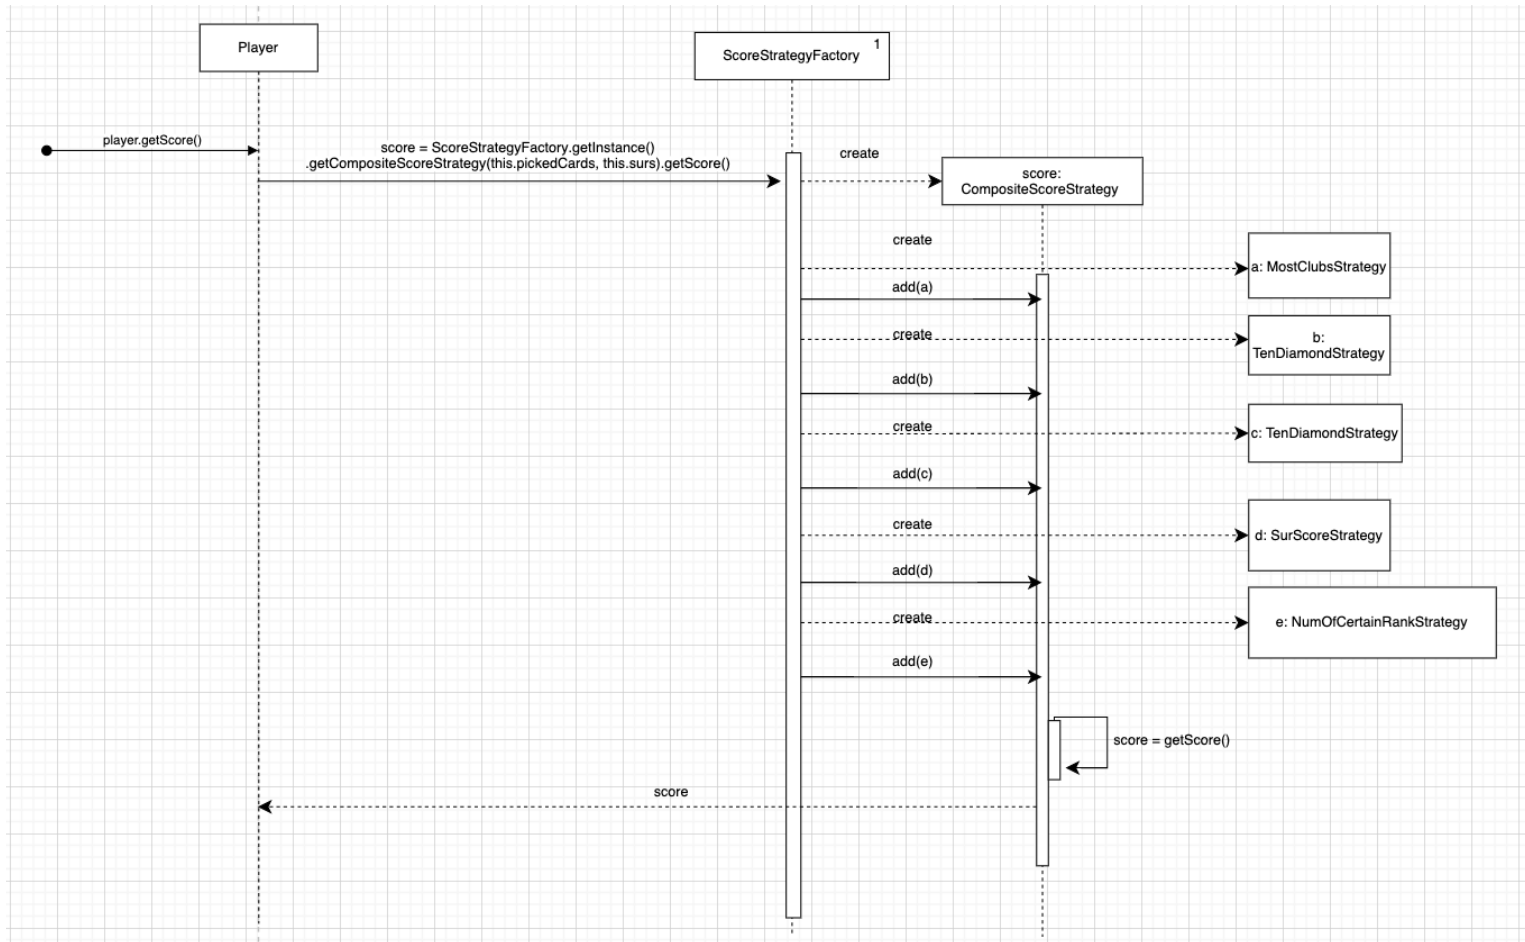 Player
1
ScoreStrategyFactory
player.getScore()
score = ScoreStrategyFactory.getInstance()
.getCompositeScoreStrategy(this.pickedCards, this.surs).getScore()
create
score:
CompositeScoreStrategy
create
a: MostClubsStrategy
add(a)
create
b:
TenDiamondStrategy
add(b)
create
c: TenDiamondStrategy
add(c)
create
d: SurScoreStrategy
add(d)
create
e: NumOfCertainRankStrategy
add(e)
score = getScore()
score